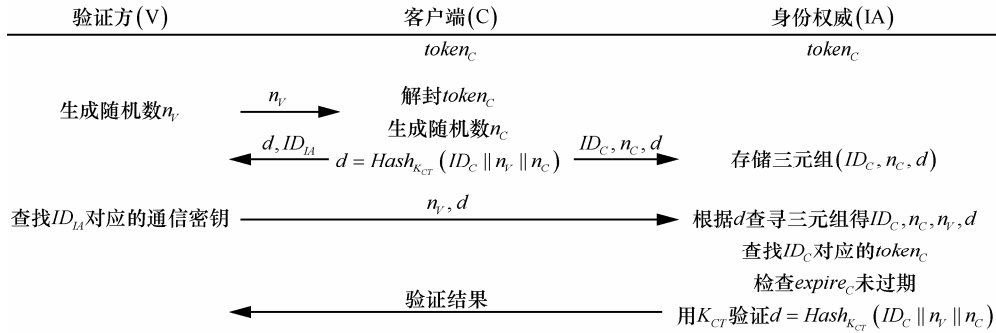 验证方(V) 客户端(C) 身份权威(IA)
token_C token_C
生成随机数n_V n_V 解封token_C
生成随机数n_C
d, ID_IA d = Hash_{K_CT}(ID_C || n_V || n_C) ID_C, n_C, d 存储三元组(ID_C, n_C, d)
查找ID_IA对应的通信密钥 n_V, d 根据d查寻三元组得ID_C, n_C, n_V, d
查找ID_C对应的token_C
检查expire_C未过期
验证结果 用K_CT验证d = Hash_{K_CT}(ID_C || n_V || n_C)